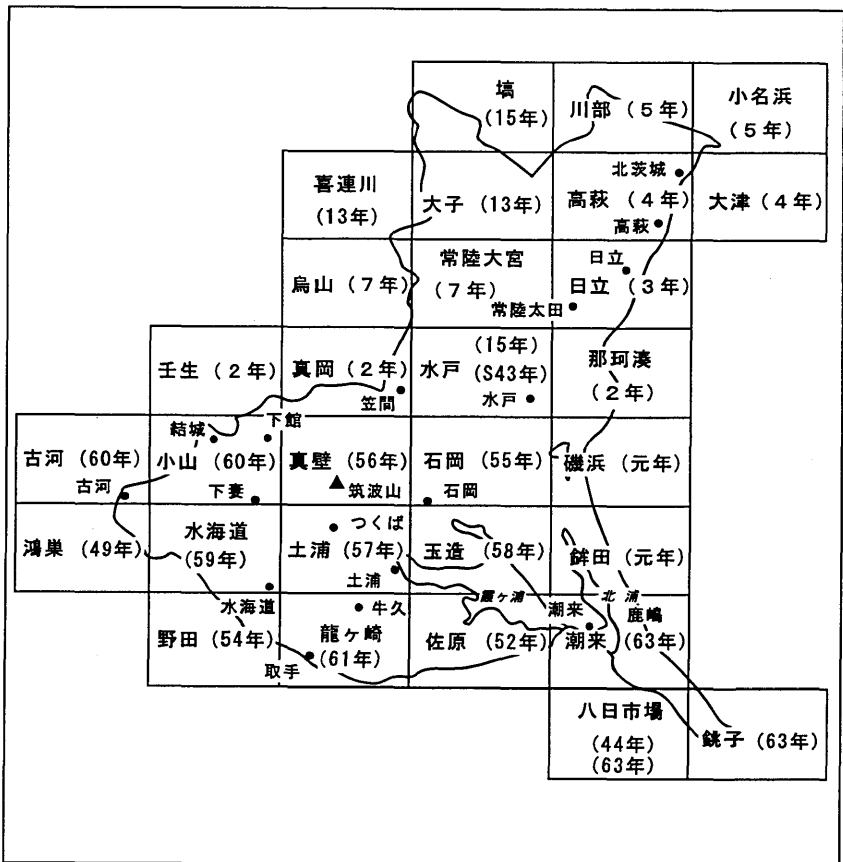 塙
(15年)
川部 (5年)
小名浜
(5年)
喜連川
(13年)
大子 (13年)
北茨城
高萩 (4年)
高萩
大津 (4年)
烏山 (7年)
常陸大宮
(7年)
日立
日立 (3年)
常陸太田
壬生 (2年)
真岡 (2年)
笠間
(15年)
水戸 (S43年)
水戸
那珂湊
(2年)
古河 (60年)
古河
結城
下館
小山 (60年)
下妻
真壁 (56年)
筑波山
石岡 (55年)
石岡
磯浜 (元年)
鴻巣 (49年)
水海道
(59年)
水海道
つくば
土浦 (57年)
土浦
玉造 (58年)
霞ヶ浦
鉾田 (元年)
北浦
野田 (54年)
取手
牛久
龍ヶ崎
(61年)
佐原 (52年)
潮来
鹿嶋
潮来 (63年)
八日市場
(44年)
(63年)
銚子 (63年)